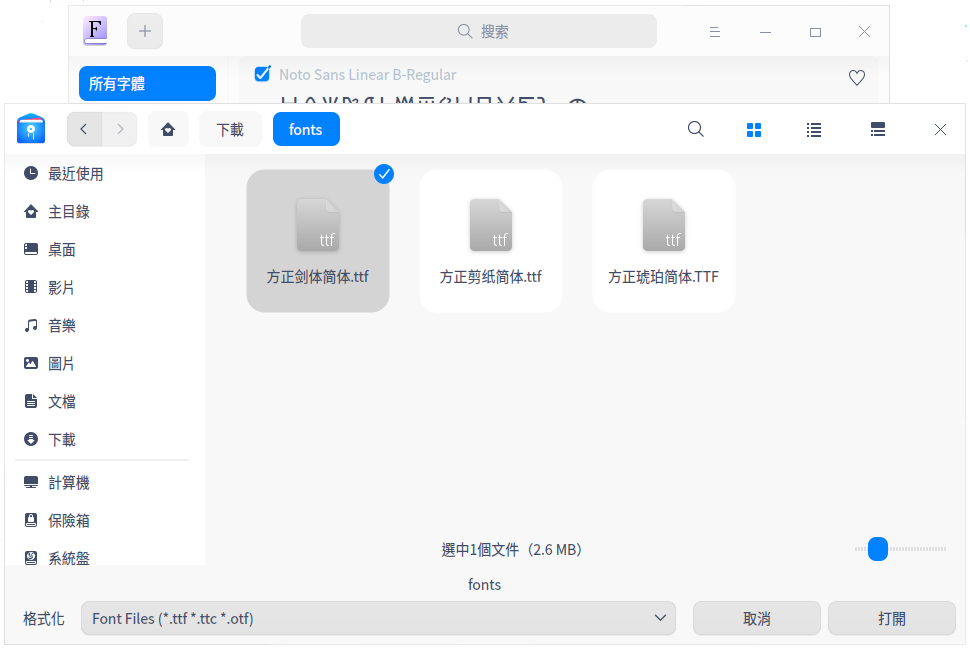 F
搜索
所有字體
Noto Sans Linear B-Regular
下載
fonts
最近使用
主目錄
桌面
影片
音樂
圖片
文檔
下載
計算機
保險箱
系統盤
ttf
ttf
ttf
方正剑体简体.ttf
方正剪纸简体.ttf
方正琥珀简体.TTF
選中1個文件（2.6 MB）
fonts
格式化
Font Files (*.ttf *.ttc *.otf)
取消
打開